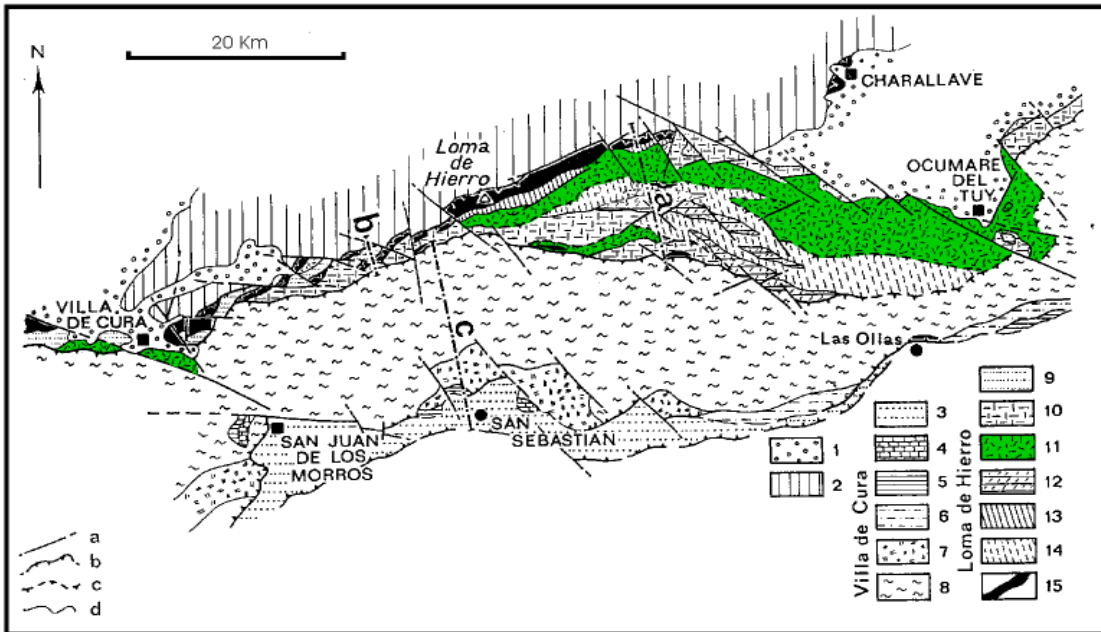 20 Km
N
CHARALLAVE
Loma
de
Hierro
OCUMARE
DEL
TUY
a
b
c
VILLA
DE CURA
Las Ollas
SAN JUAN
DE LOS
MORROS
SAN
SEBASTIAN
1
2
Villa de Cura
3
4
5
6
7
8
Loma de Hierro
9
10
11
12
13
14
15
a
b
c
d